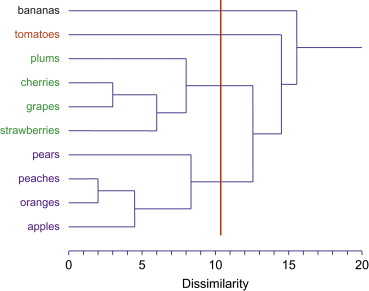 bananas
tomatoes
plums
cherries
grapes
strawberries
pears
peaches
oranges
apples
0 5 10 15 20
Dissimilarity